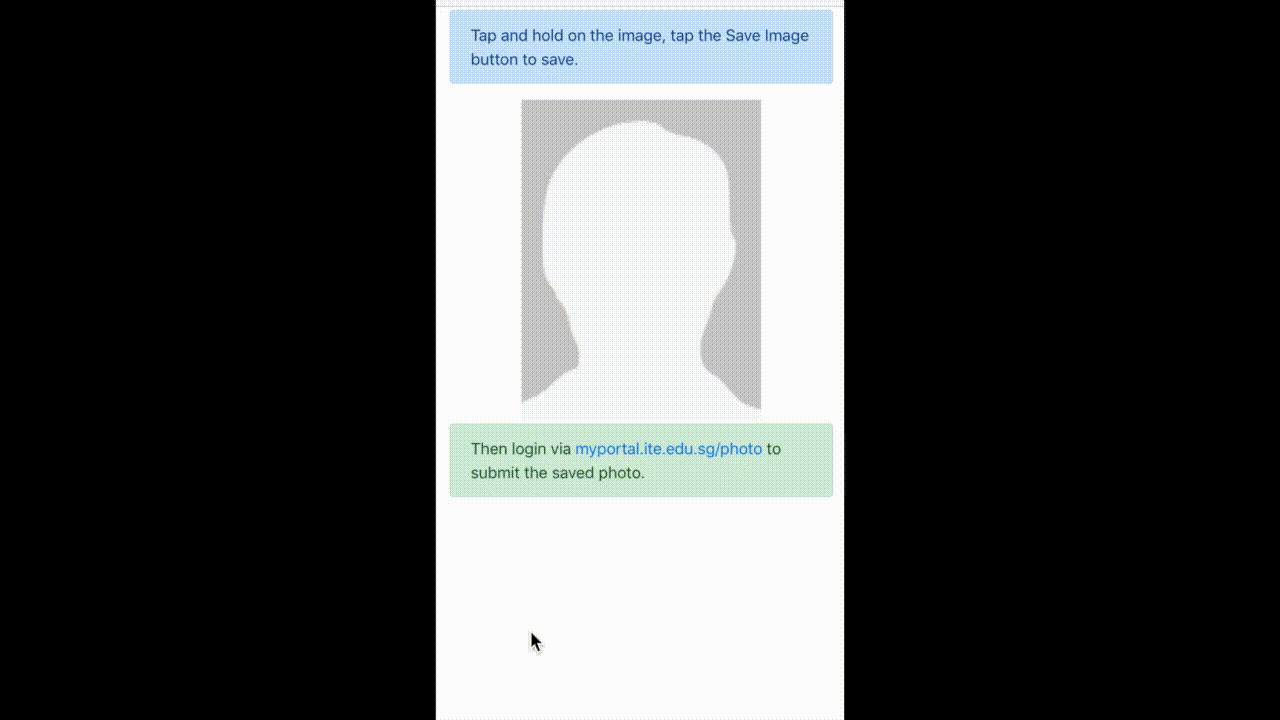 Tap and hold on the image, tap the Save Image
button to save.
Then login via myportal.ite.edu.sg/photo to
submit the saved photo.